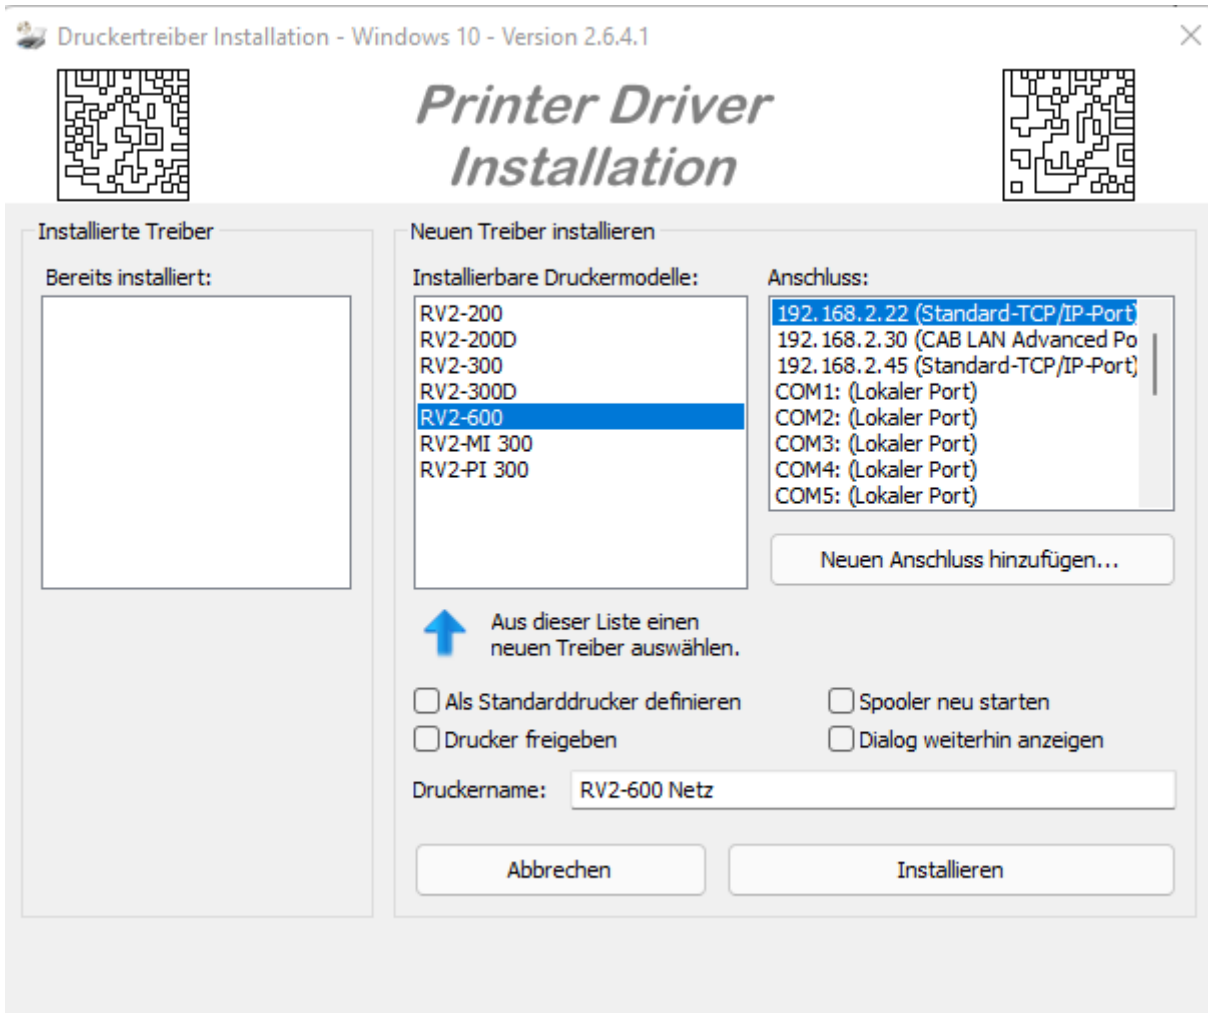 Druckertreiber Installation - Windows 10 - Version 2.6.4.1
Printer Driver
Installation
Installierte Treiber
Bereits installiert:
Neuen Treiber installieren
Installierbare Druckermodelle:
RV2-200
RV2-200D
RV2-300
RV2-300D
RV2-600
RV2-MI 300
RV2-PI 300
Anschluss:
192.168.2.22 (Standard-TCP/IP-Port)
192.168.2.30 (CAB LAN Advanced Po
192.168.2.45 (Standard-TCP/IP-Port)
COM1: (Lokaler Port)
COM2: (Lokaler Port)
COM3: (Lokaler Port)
COM4: (Lokaler Port)
COM5: (Lokaler Port)
Neuen Anschluss hinzufügen...
Aus dieser Liste einen
neuen Treiber auswählen.
Als Standarddrucker definieren
Spooler neu starten
Drucker freigeben
Dialog weiterhin anzeigen
Druckername:
RV2-600 Netz
Abbrechen
Installieren